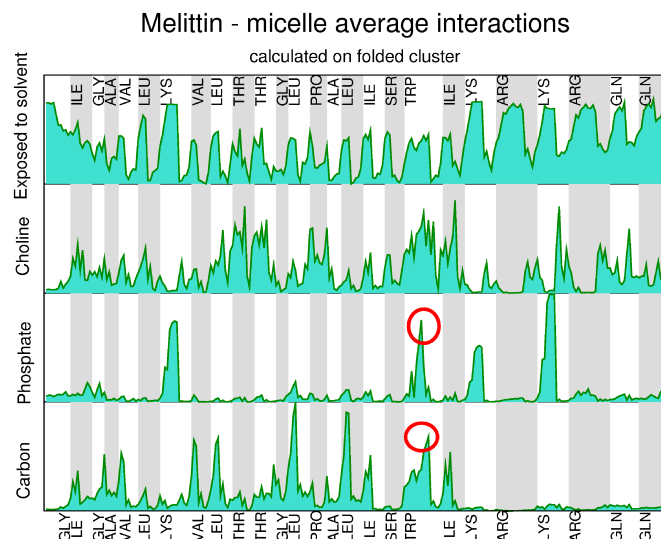 Melittin - micelle average interactions
calculated on folded cluster
ILE GLY ALA VAL LEU LYS VAL LEU THR THR GLY LEU PRO ALA LEU ILE SER TRP ILE LYS ARG LYS ARG GLN GLN
Exposed to solvent
Choline
Phosphate
Carbon
GLY ILE GLY ALA VAL LEU LYS VAL LEU THR THR GLY LEU PRO ALA LEU ILE SER TRP ILE LYS ARG LYS ARG GLN GLN